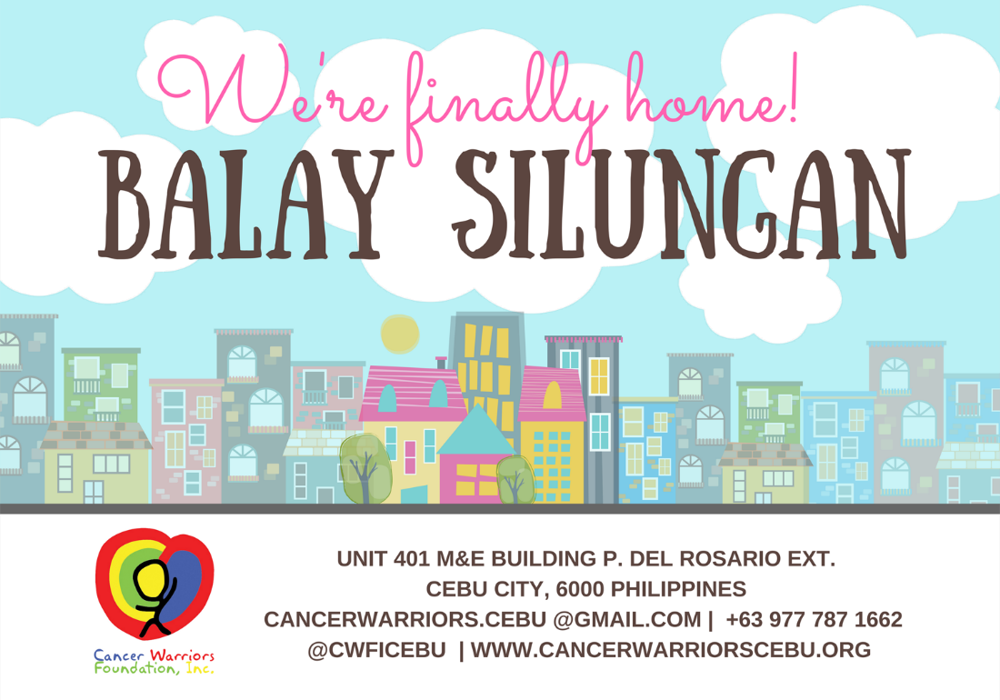 We're finally home!
BALAY SILUNGAN
UNIT 401 M&E BUILDING P. DEL ROSARIO EXT.
CEBU CITY, 6000 PHILIPPINES
CANCERWARRIORS.CEBU @GMAIL.COM | +63 977 787 1662
@CWFICEBU | WWW.CANCERWARRIORSCEBU.ORG
Cancer Warriors
Foundation, Inc.